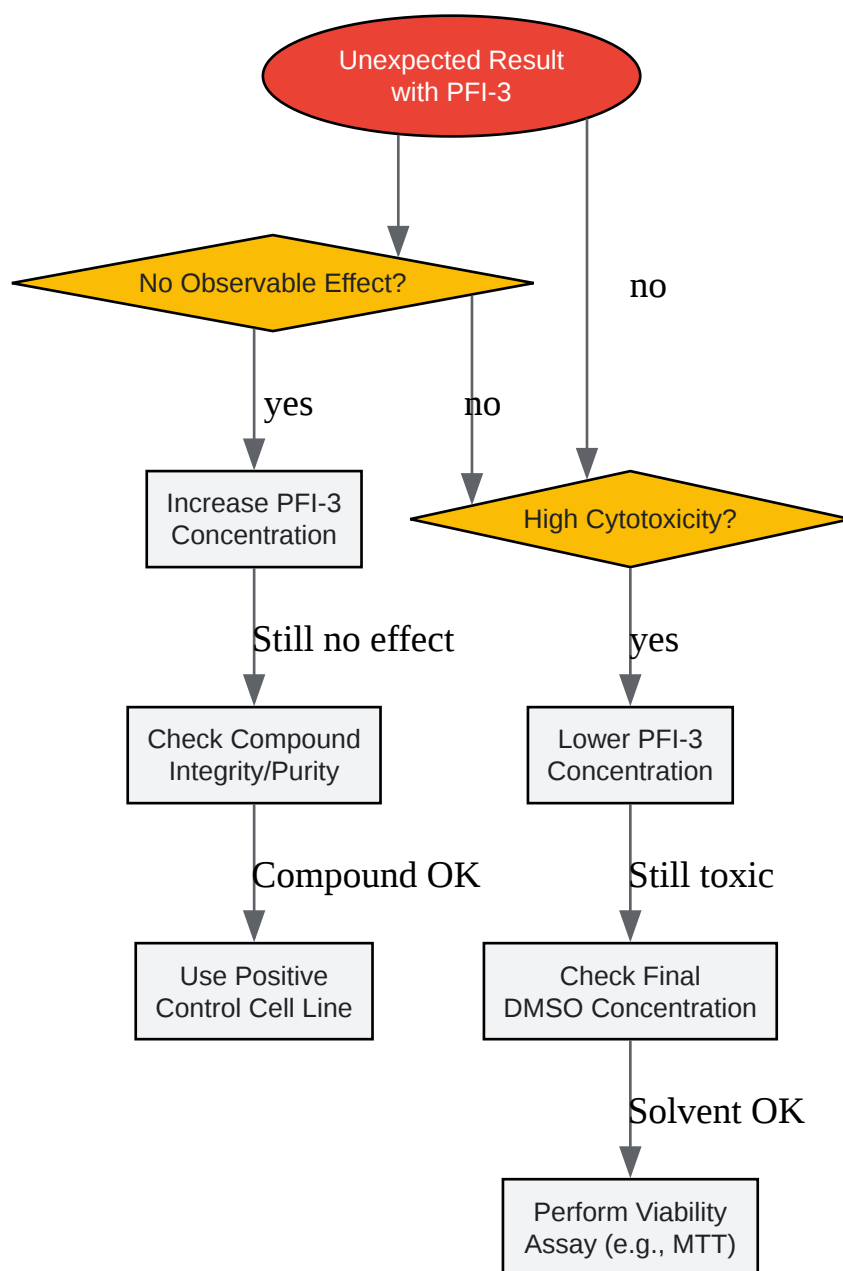 Unexpected Result
with PFI-3
No Observable Effect?
no
yes
no
Increase PFI-3
Concentration
High Cytotoxicity?
Still no effect
yes
Check Compound
Integrity/Purity
Lower PFI-3
Concentration
Compound OK
Still toxic
Use Positive
Control Cell Line
Check Final
DMSO Concentration
Solvent OK
Perform Viability
Assay (e.g., MTT)